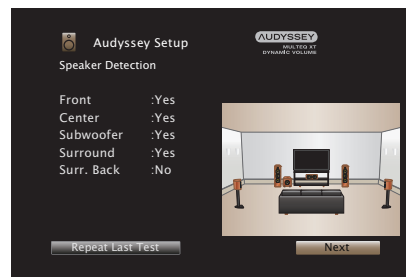 Audyssey Setup
AUDYSSEY
MULTEQ XT
DYNAMIC VOLUME
Speaker Detection
Front :Yes
Center :Yes
Subwoofer :Yes
Surround :Yes
Surr. Back :No
Repeat Last Test
Next